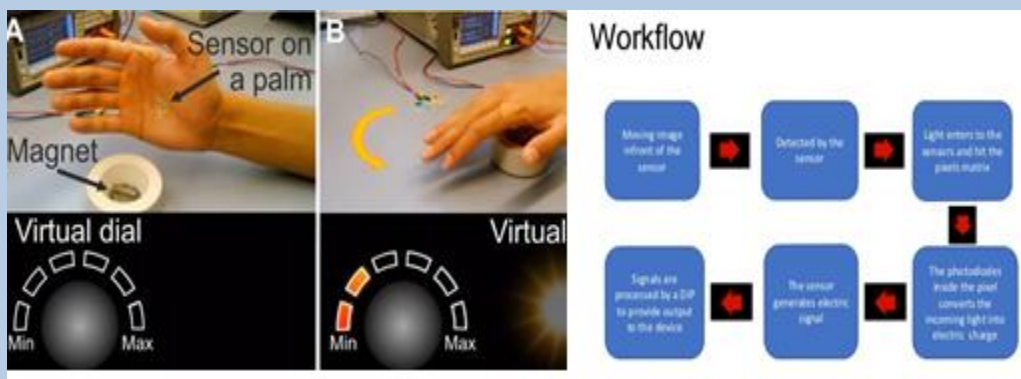 A
Sensor on
a palm
Magnet
Virtual dial
Min
Max
B
Virtual
Min
Max
Workflow
Moving image
infront of the
sensor
Detected by the
sensor
Light enters to the
sensors and hit the
pixels matrix
The photodiodes
inside the pixel
converts the
incoming light into
electric charge
The sensor
generates electric
signal
Signals are
processed by a DIP
to provide output
to the device